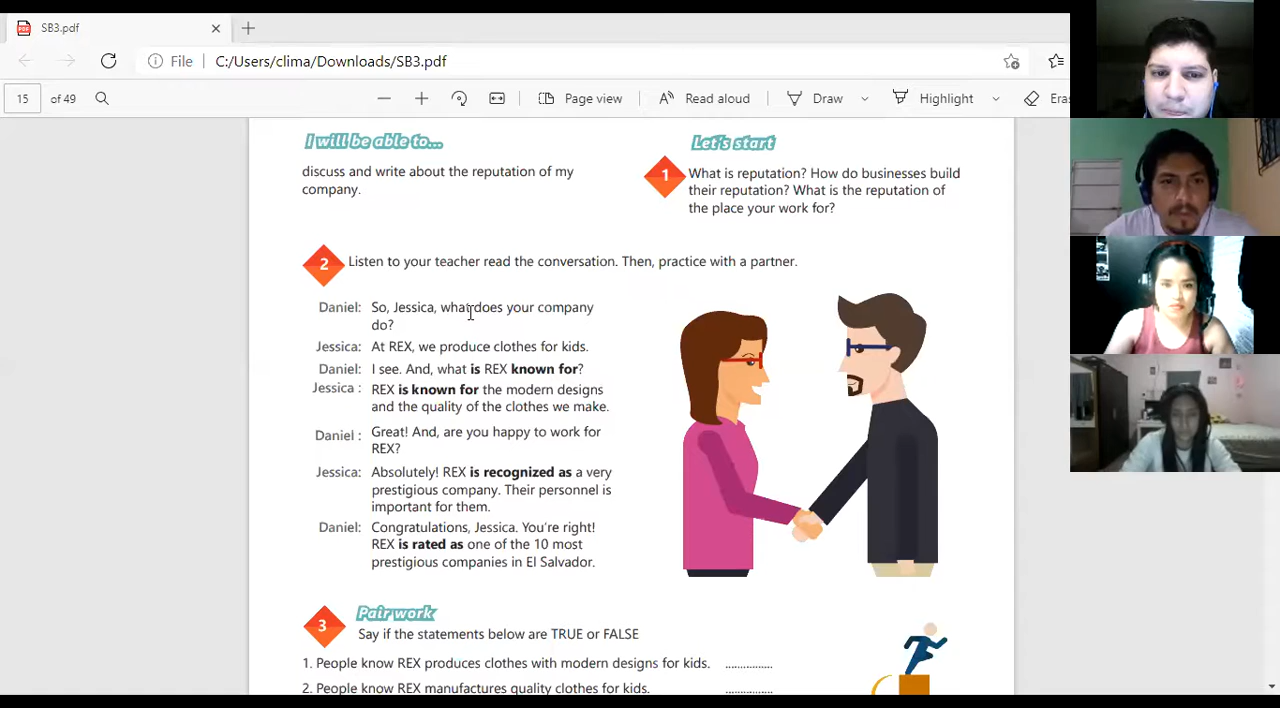 SB3.pdf
File
C:/Users/clima/Downloads/SB3.pdf
15 of 49
Page view
Read aloud
Draw
Highlight
Eras
I will be able to...
discuss and write about the reputation of my
company.
Let's start
1
What is reputation? How do businesses build
their reputation? What is the reputation of
the place your work for?
2
Listen to your teacher read the conversation. Then, practice with a partner.
Daniel: So, Jessica, what does your company
do?
Jessica: At REX, we produce clothes for kids.
Daniel: I see. And, what is REX known for?
Jessica : REX is known for the modern designs
and the quality of the clothes we make.
Daniel : Great! And, are you happy to work for
REX?
Jessica: Absolutely! REX is recognized as a very
prestigious company. Their personnel is
important for them.
Daniel: Congratulations, Jessica. You're right!
REX is rated as one of the 10 most
prestigious companies in El Salvador.
3
Pair work
Say if the statements below are TRUE or FALSE
1. People know REX produces clothes with modern designs for kids. ................
2. People know REX manufactures quality clothes for kids. ................